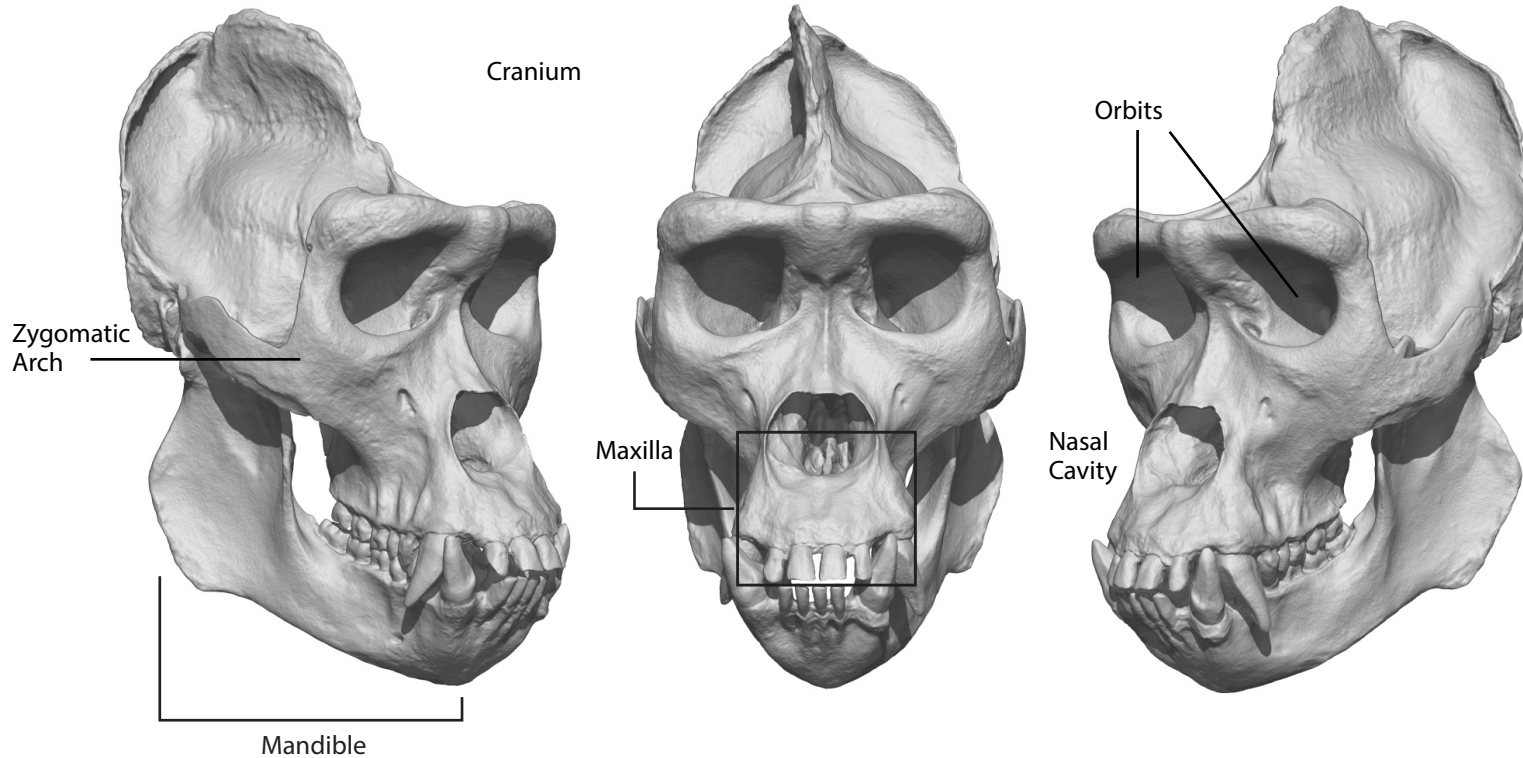 Cranium
Orbits
Zygomatic
Arch
Maxilla
Nasal
Cavity
Mandible